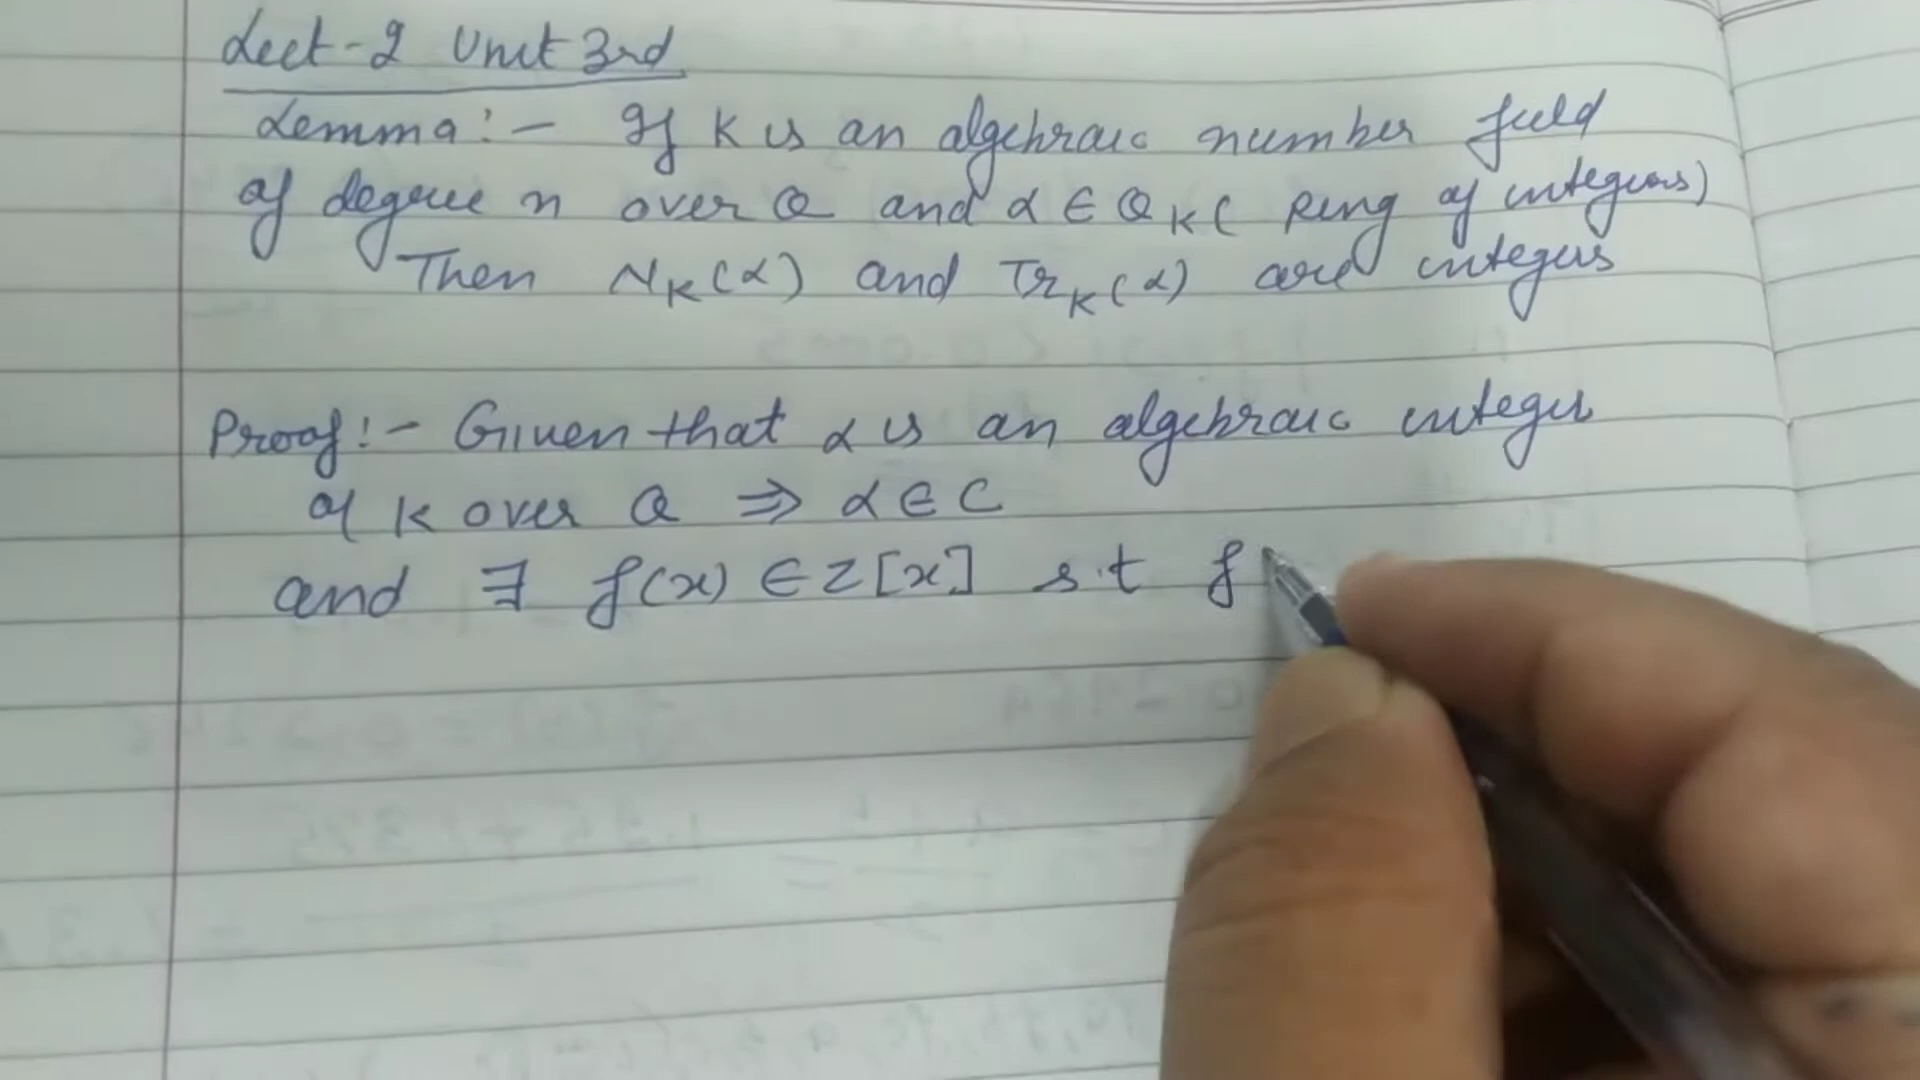 Lect-2 Unit 3rd
Lemma:- If K is an algebraic number field
of degree n over Q and α ∈ O_K ( Ring of integers)
Then N_K(α) and Tr_K(α) are integers
Proof:- Given that α is an algebraic integer
of K over Q ⇒ α ∈ C
and ∃ f(x) ∈ Z[x] s.t f